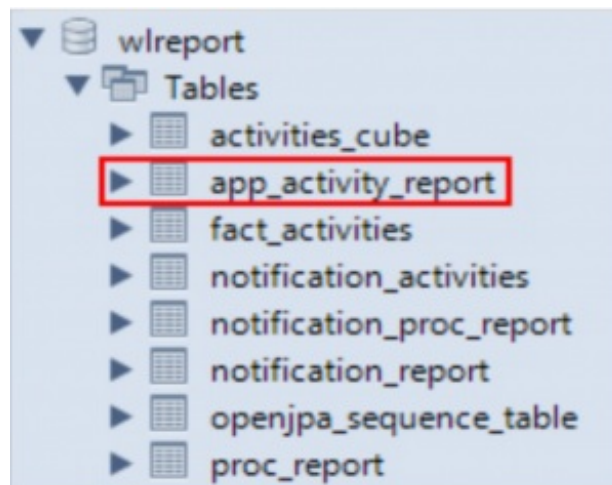 wlreport
Tables
activities_cube
app_activity_report
fact_activities
notification_activities
notification_proc_report
notification_report
openjpa_sequence_table
proc_report